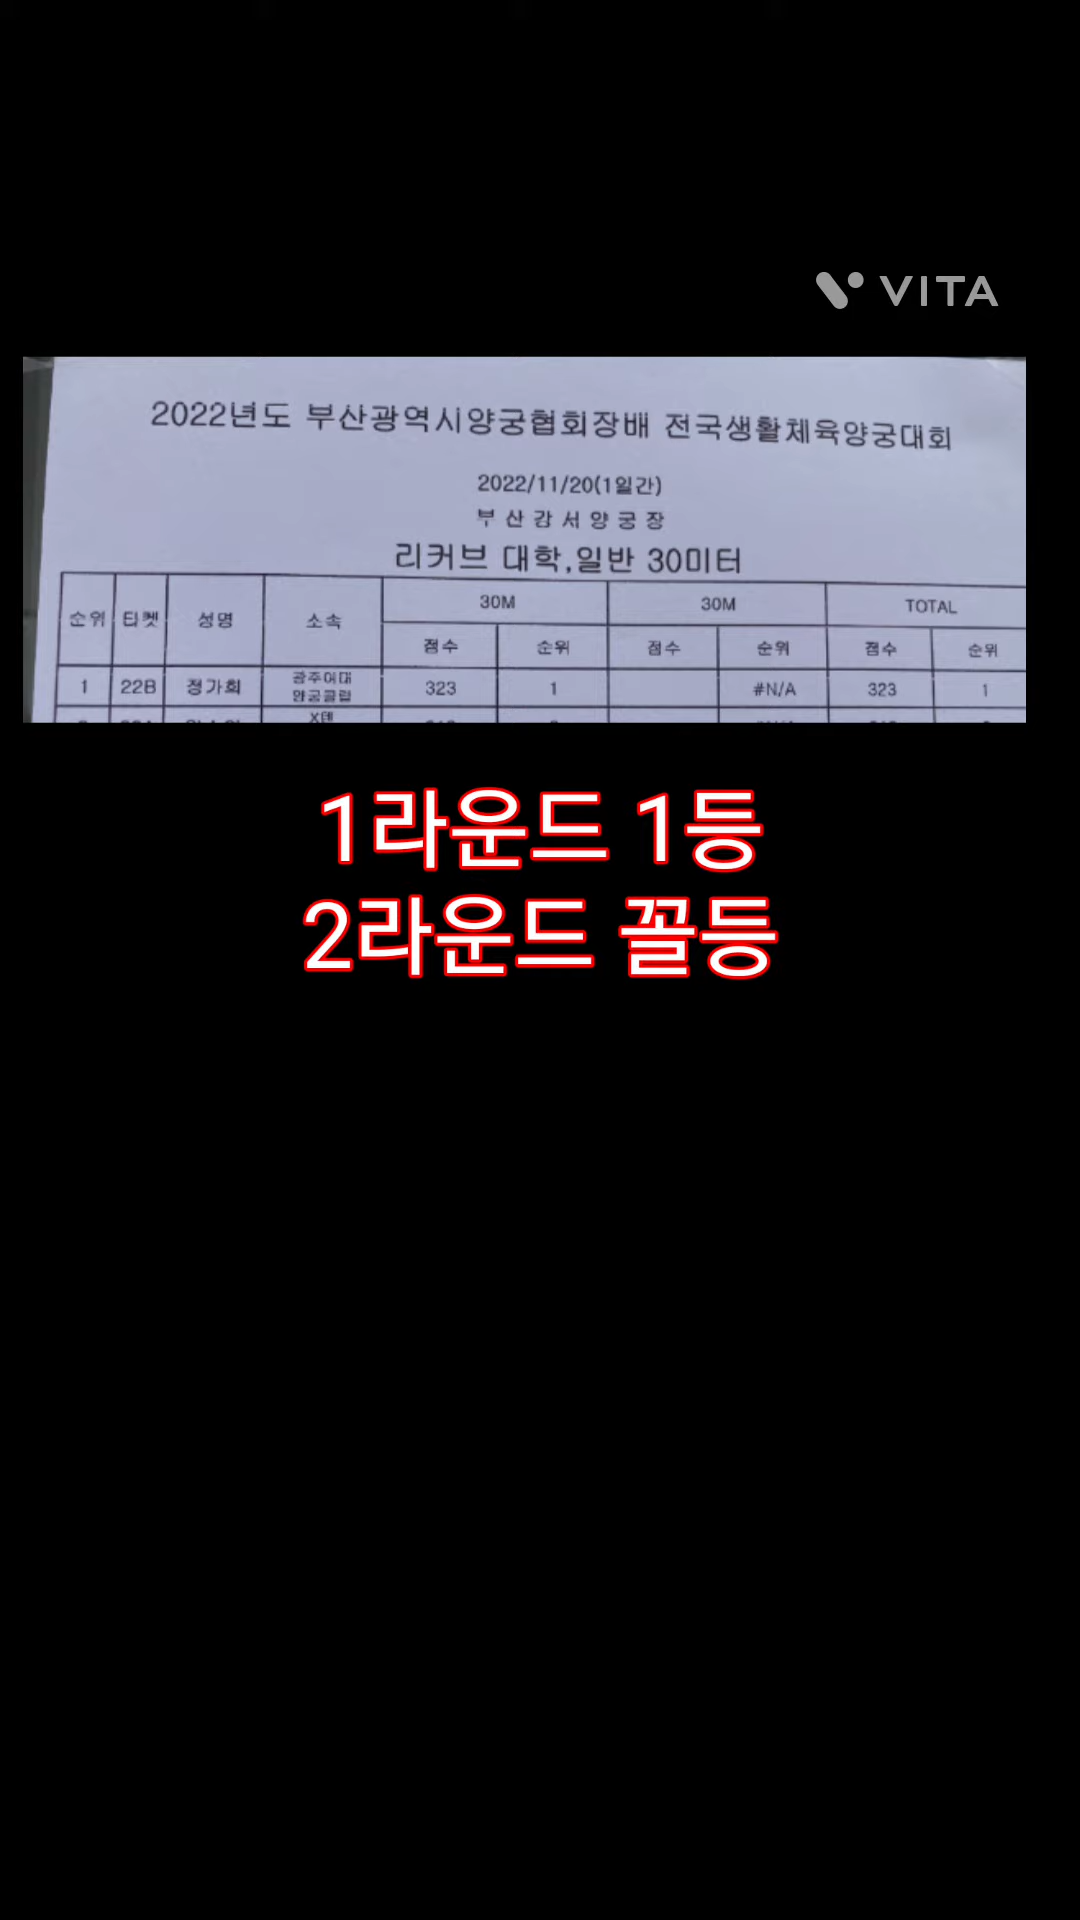 VITA
2022년도 부산광역시양궁협회장배 전국생활체육양궁대회
2022/11/20(1일간)
부산강서양궁장
리커브 대학,일반 30미터
순위 타켓 성명 소속 30M 30M TOTAL
점수 순위 점수 순위 점수 순위
1 22B 정가희 광주여대 양궁클럽 323 1 #N/A 323 1
X텐
1라운드 1등
2라운드 꼴등